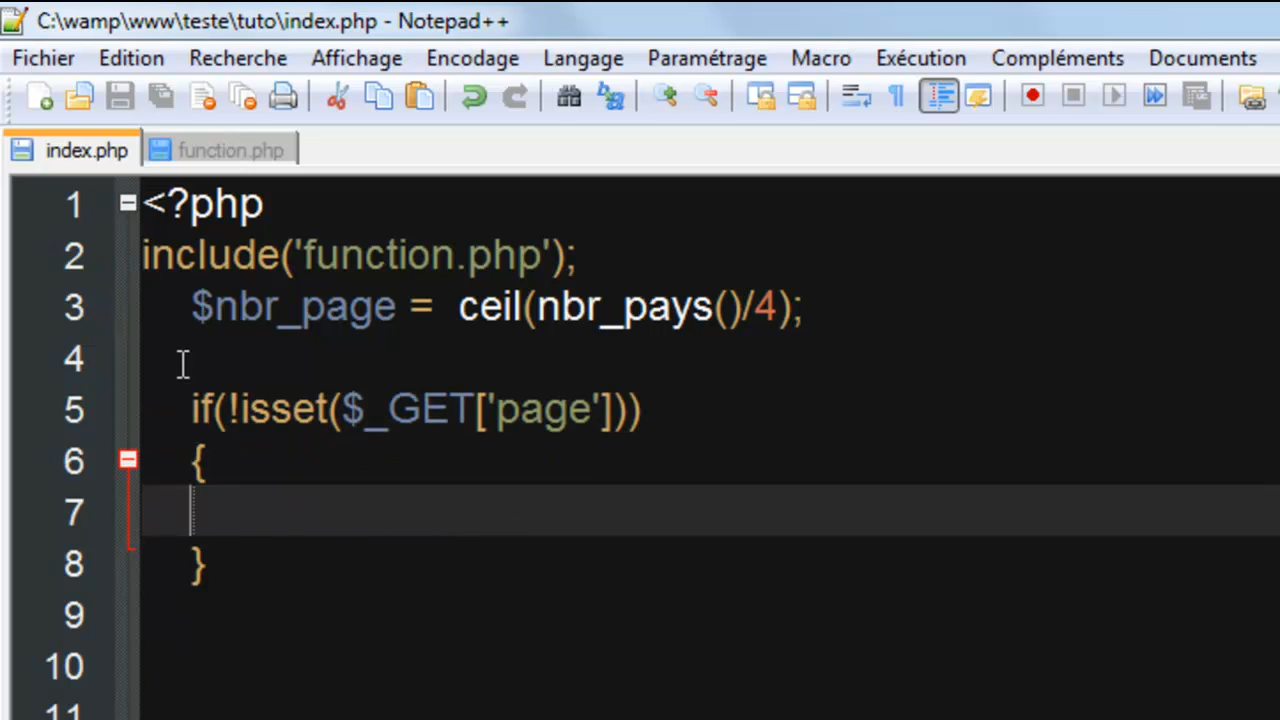 C:\wamp\www\teste\tuto\index.php - Notepad++
Fichier Edition Recherche Affichage Encodage Langage Paramétrage Macro Exécution Compléments Documents
index.php function.php
1 <?php
2 include('function.php');
3 $nbr_page = ceil(nbr_pays()/4);
4
5 if(!isset($_GET['page']))
6 {
7
8 }
9
10
11